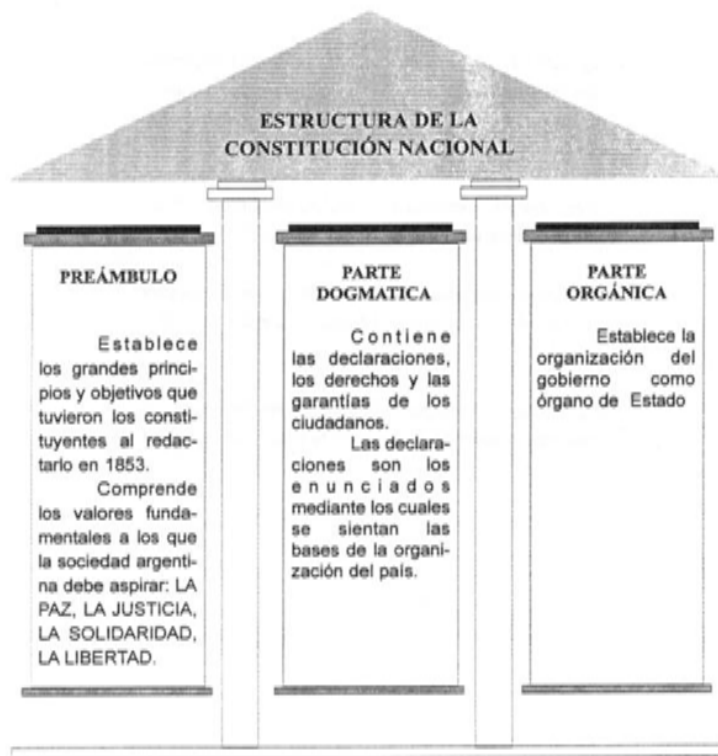 ESTRUCTURA DE LA
CONSTITUCIÓN NACIONAL
PREÁMBULO
Establece
los grandes princi-
pios y objetivos que
tuvieron los consti-
tuyentes al redac-
tarlo en 1853.
Comprende
los valores funda-
mentales a los que
la sociedad argenti-
na debe aspirar: LA
PAZ, LA JUSTICIA,
LA SOLIDARIDAD,
LA LIBERTAD.
PARTE
DOGMATICA
Contiene
las declaraciones,
los derechos y las
garantías de los
ciudadanos.
Las declara-
ciones son los
enunciados
mediante los cuales
se sientan las
bases de la organi-
zación del país.
PARTE
ORGÁNICA
Establece la
organización del
gobierno como
órgano de Estado